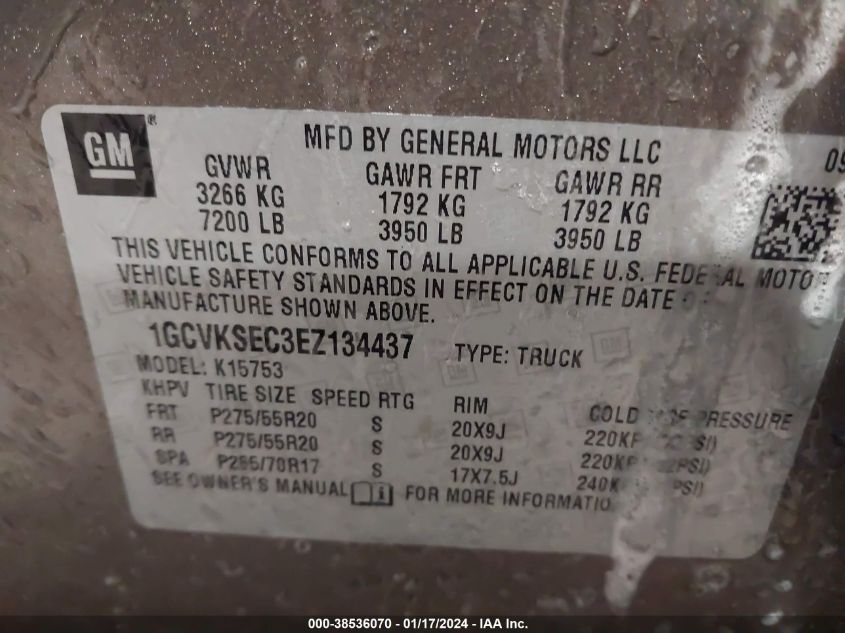 GM
MFD BY GENERAL MOTORS LLC
GVWR GAWR FRT GAWR RR
3266 KG 1792 KG 1792 KG
7200 LB 3950 LB 3950 LB
THIS VEHICLE CONFORMS TO ALL APPLICABLE U.S. FEDERAL MOTOR
VEHICLE SAFETY STANDARDS IN EFFECT ON THE DATE
MANUFACTURE SHOWN ABOVE.
1GCVKSEC3EZ134437 TYPE: TRUCK
MODEL: K15753
KHPV TIRE SIZE SPEED RTG RIM COLD PRESSURE
FRT P275/55R20 S 20X9J
RR P275/55R20 S 20X9J
SPA 17X7.5J S
SEE OWNER'S MANUAL FOR MORE INFORMATIO
000-38536070 - 01/17/2024 - IAA Inc.